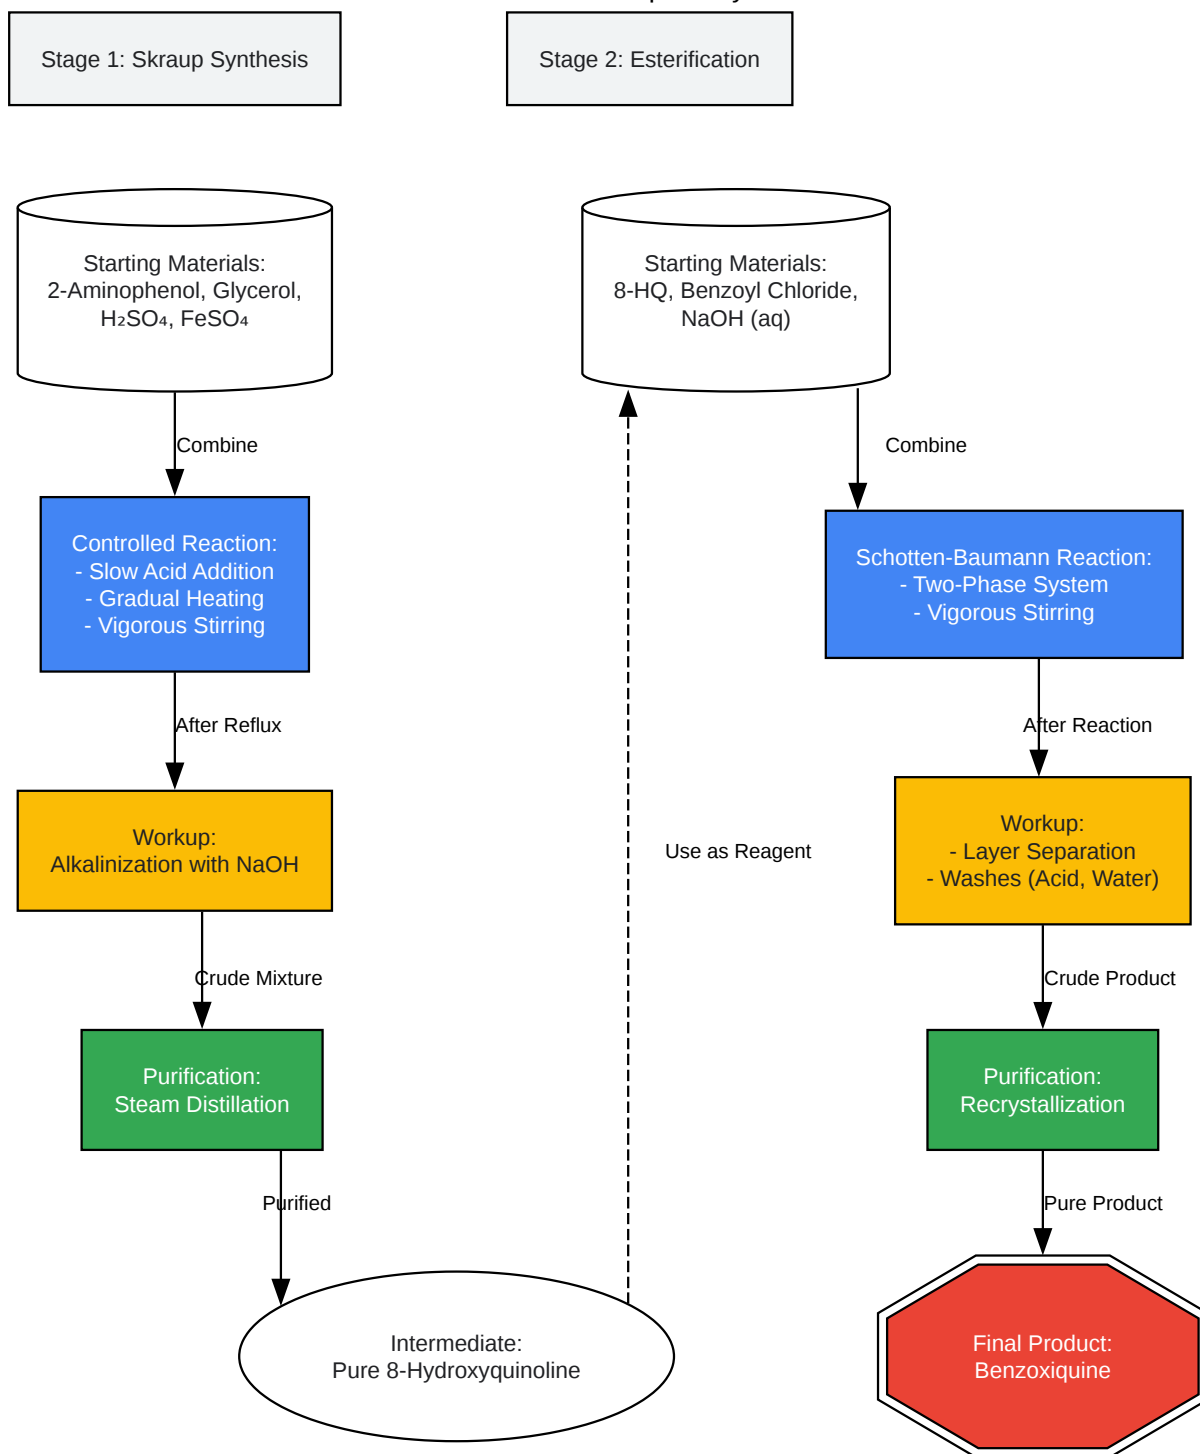 Stage 1: Skraup Synthesis
Stage 2: Esterification
Starting Materials:
2-Aminophenol, Glycerol,
H₂SO₄, FeSO₄
Combine
Controlled Reaction:
- Slow Acid Addition
- Gradual Heating
- Vigorous Stirring
After Reflux
Workup:
Alkalinization with NaOH
Crude Mixture
Purification:
Steam Distillation
Purified
Intermediate:
Pure 8-Hydroxyquinoline
Use as Reagent
Starting Materials:
8-HQ, Benzoyl Chloride,
NaOH (aq)
Combine
Schotten-Baumann Reaction:
- Two-Phase System
- Vigorous Stirring
After Reaction
Workup:
- Layer Separation
- Washes (Acid, Water)
Crude Product
Purification:
Recrystallization
Pure Product
Final Product:
Benzoxiquine